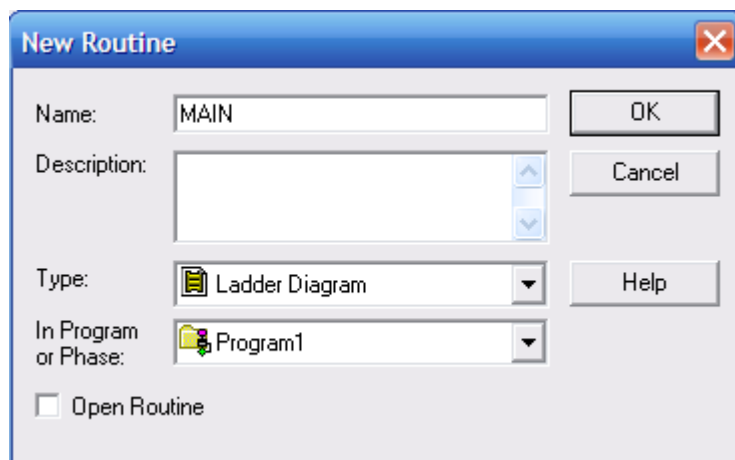 New Routine
Name: MAIN OK
Description: Cancel
Type: Ladder Diagram Help
In Program
or Phase: Program1
Open Routine